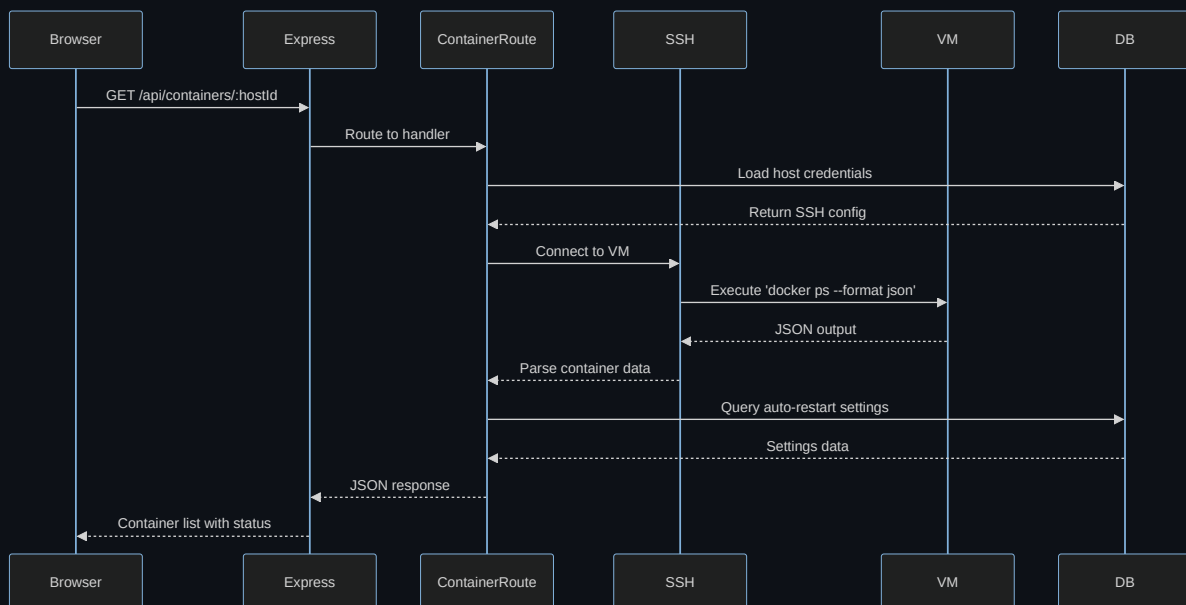 Browser
Express
ContainerRoute
SSH
VM
DB
GET /api/containers/:hostId
Route to handler
Load host credentials
Return SSH config
Connect to VM
Execute 'docker ps --format json'
JSON output
Parse container data
Query auto-restart settings
Settings data
JSON response
Container list with status
Browser
Express
ContainerRoute
SSH
VM
DB